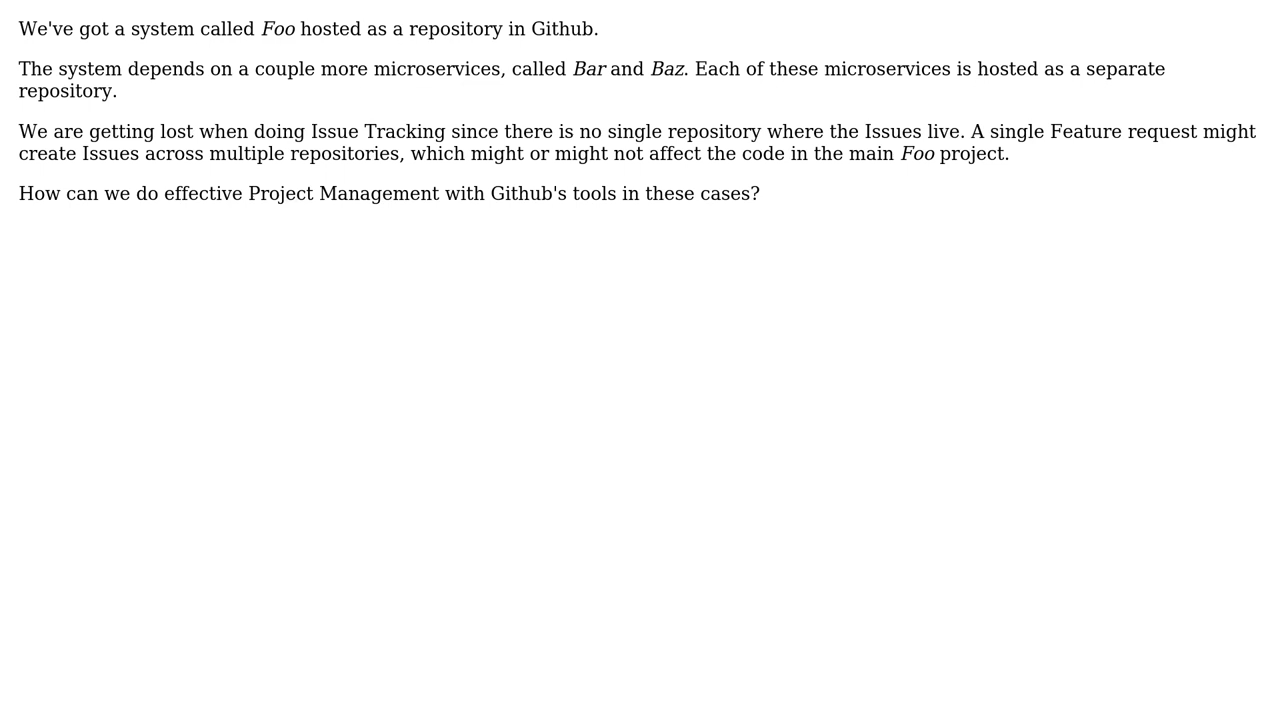 We've got a system called Foo hosted as a repository in Github.
The system depends on a couple more microservices, called Bar and Baz. Each of these microservices is hosted as a separate
repository.
We are getting lost when doing Issue Tracking since there is no single repository where the Issues live. A single Feature request might
create Issues across multiple repositories, which might or might not affect the code in the main Foo project.
How can we do effective Project Management with Github's tools in these cases?